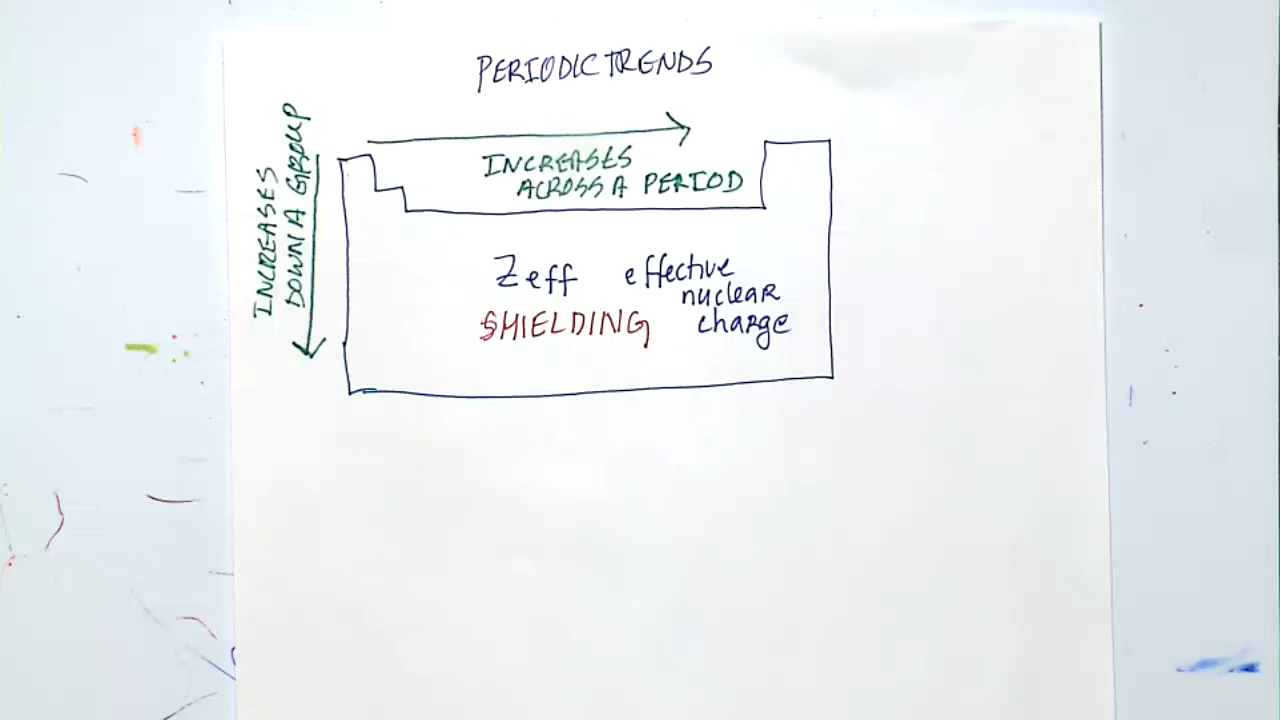 PERIODIC TRENDS
INCREASES
DOWN A GROUP
INCREASES
ACROSS A PERIOD
Zeff effective
nuclear
SHIELDING charge